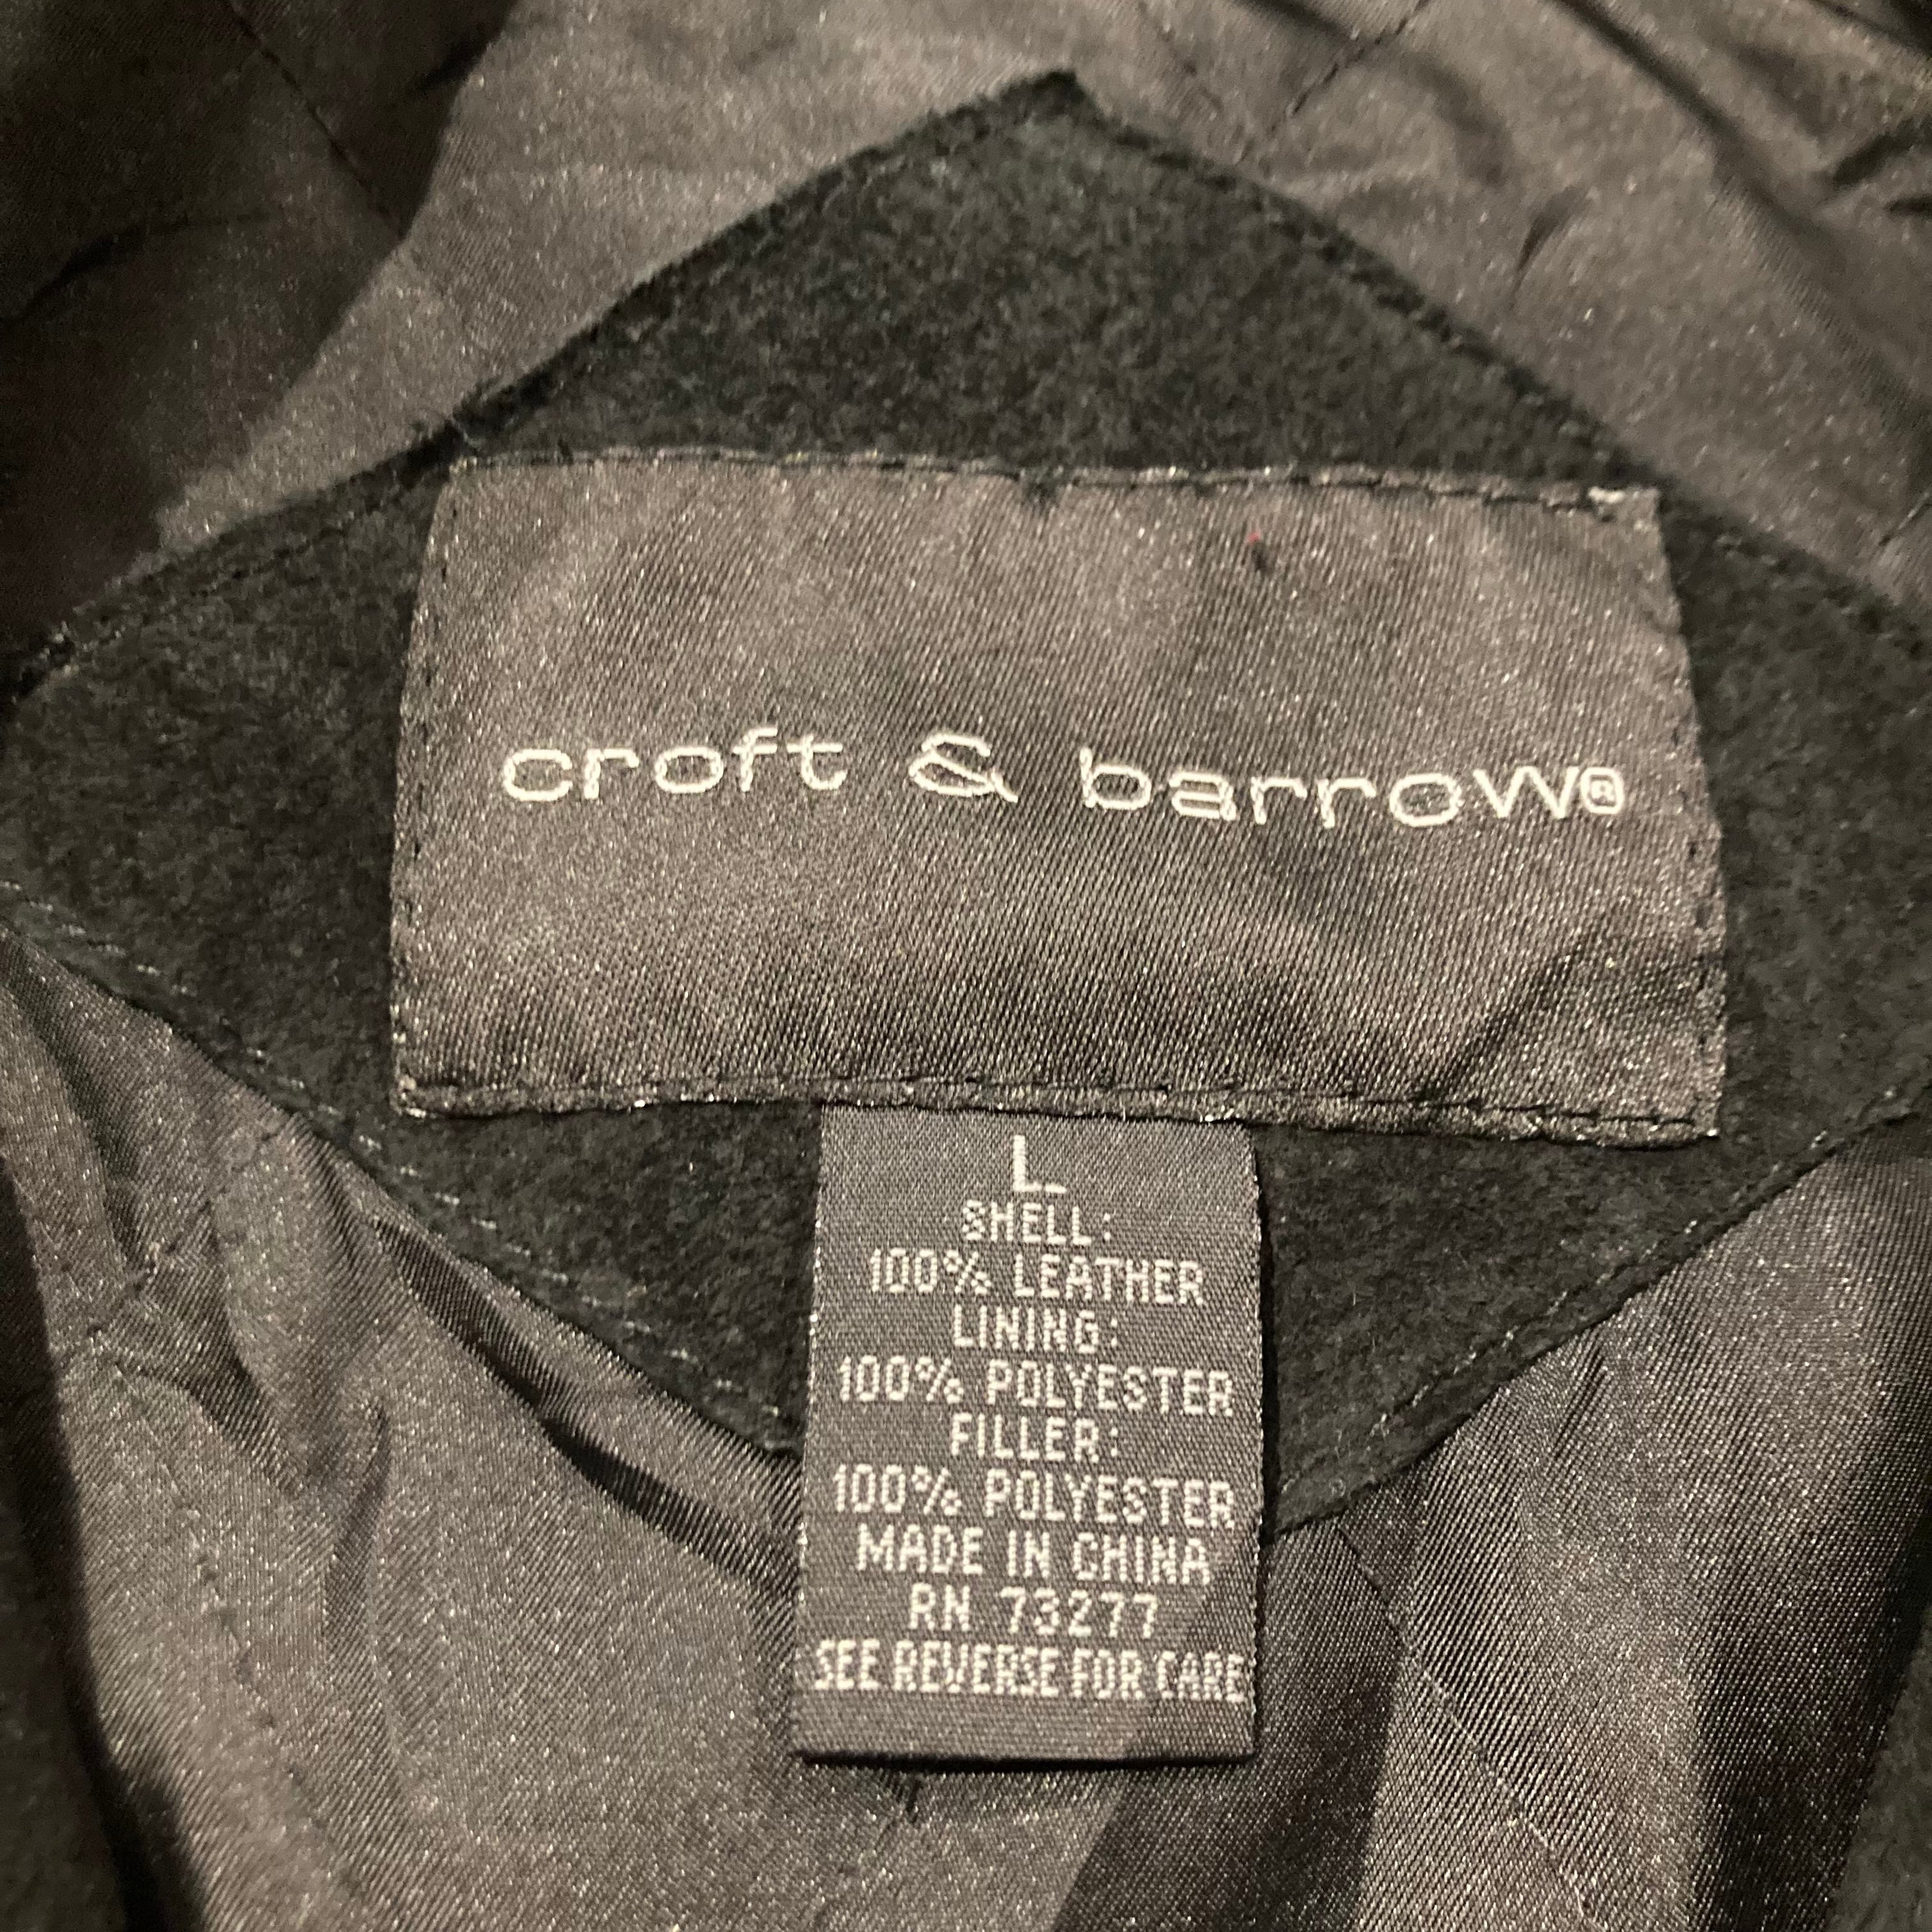 croft & barrow®
L
SHELL:
100% LEATHER
LINING:
100% POLYESTER
FILLER:
100% POLYESTER
MADE IN CHINA
RN 73277
SEE REVERSE FOR CARE